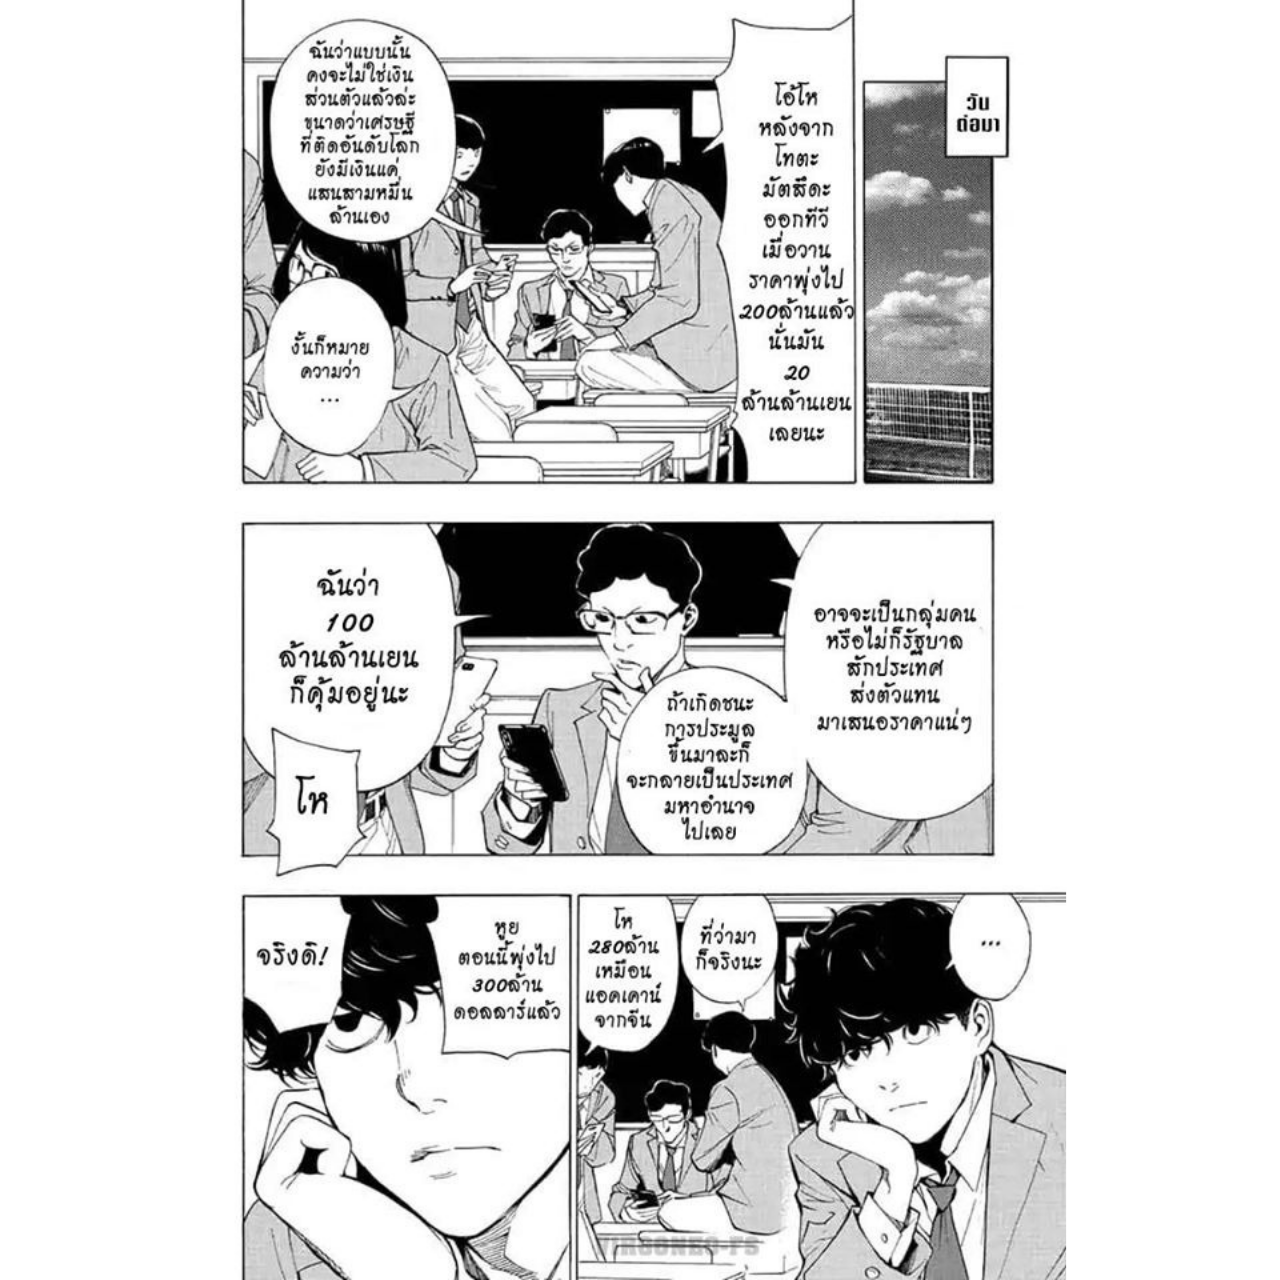 วัน
ต่อมา
โอ้โห
หลังจาก
โทตะ
มัตสึดะ
ออกทีวี
เมื่อวาน
ราคาพุ่งไป
200ล้านแล้ว
นั่นมัน
20
ล้านล้านเยน
เลยนะ
ฉันว่าแบบนั้น
คงจะไม่ใช่เงิน
ส่วนตัวแล้วล่ะ
ขนาดว่าเศรษฐี
ที่ติดอันดับโลก
ยังมีเงินแค่
แสนสามหมื่น
ล้านเอง
งั้นก็หมาย
ความว่า
...
อาจจะเป็นกลุ่มคน
หรือไม่ก็รัฐบาล
สักประเทศ
ส่งตัวแทน
มาเสนอราคาแน่ๆ
ถ้าเกิดชนะ
การประมูล
ขึ้นมาละก็
จะกลายเป็นประเทศ
มหาอำนาจ
ไปเลย
ฉันว่า
100
ล้านล้านเยน
ก็คุ้มอยู่นะ
โห
...
ที่ว่ามา
ก็จริงนะ
โห
280ล้าน
เหมือน
แอคเคาน์
จากจีน
หูย
ตอนนี้พุ่งไป
300ล้าน
ดอลลาร์แล้ว
จริงดิ!
VIRGONEO-FS